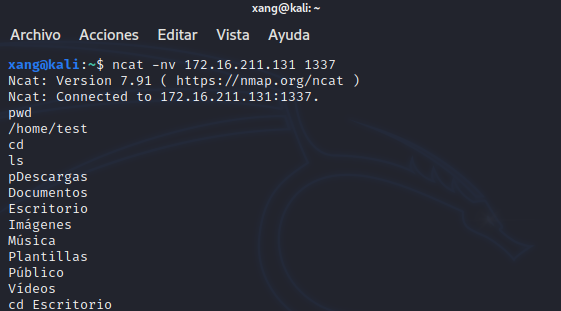 xang@kali: ~
Archivo Acciones Editar Vista Ayuda
xang@kali:~$ ncat -nv 172.16.211.131 1337
Ncat: Version 7.91 ( https://nmap.org/ncat )
Ncat: Connected to 172.16.211.131:1337.
pwd
/home/test
cd
ls
pDescargas
Documentos
Escritorio
Imágenes
Música
Plantillas
Público
Vídeos
cd Escritorio